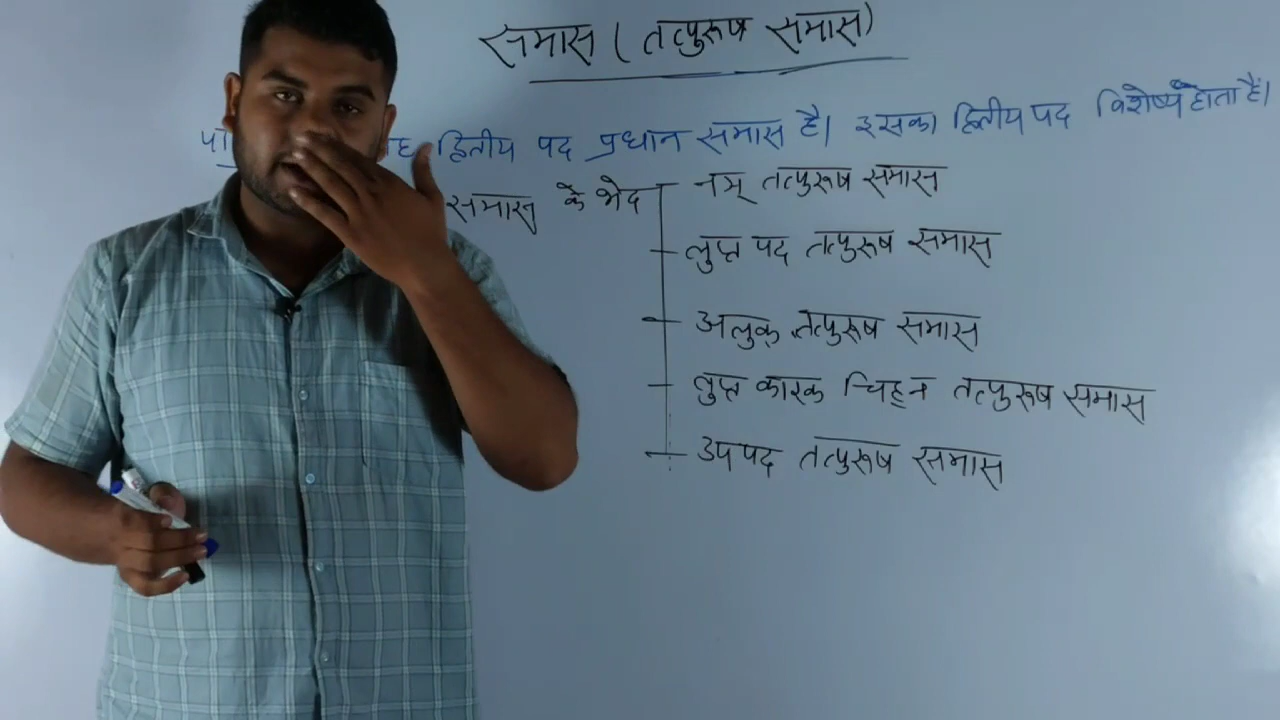 समास ( तत्पुरूष समास)
द्वितीय पद प्रधान समास है। इसका द्वितीय पद विशेष्य होता हैं।
समास के भेद
नञ् तत्पुरूष समास
लुप्त पद तत्पुरूष समास
अलुक् तत्पुरूष समास
लुप्त कारक चिह्न तत्पुरूष समास
उपपद तत्पुरूष समास